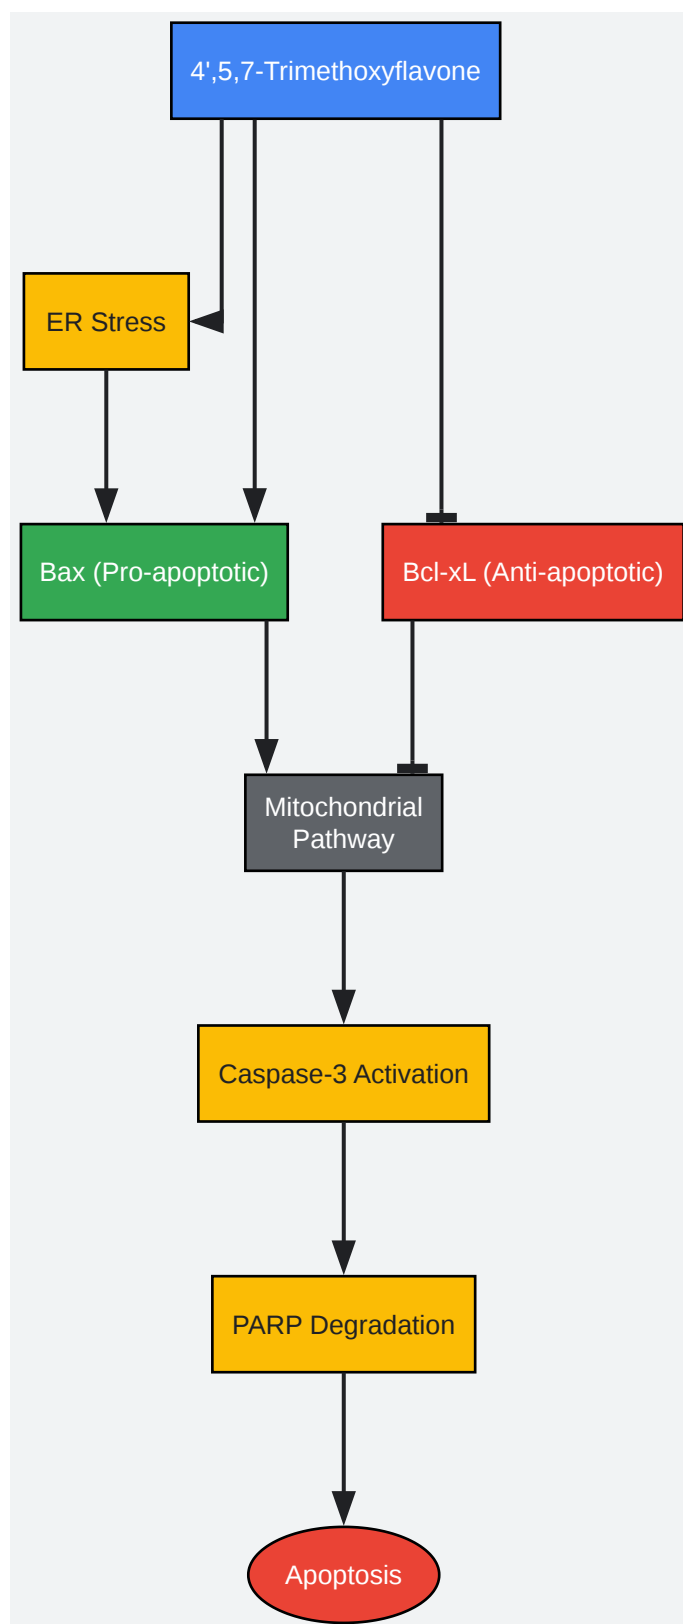 4',5,7-Trimethoxyflavone
ER Stress
Bax (Pro-apoptotic)
Bcl-xL (Anti-apoptotic)
Mitochondrial
Pathway
Caspase-3 Activation
PARP Degradation
Apoptosis